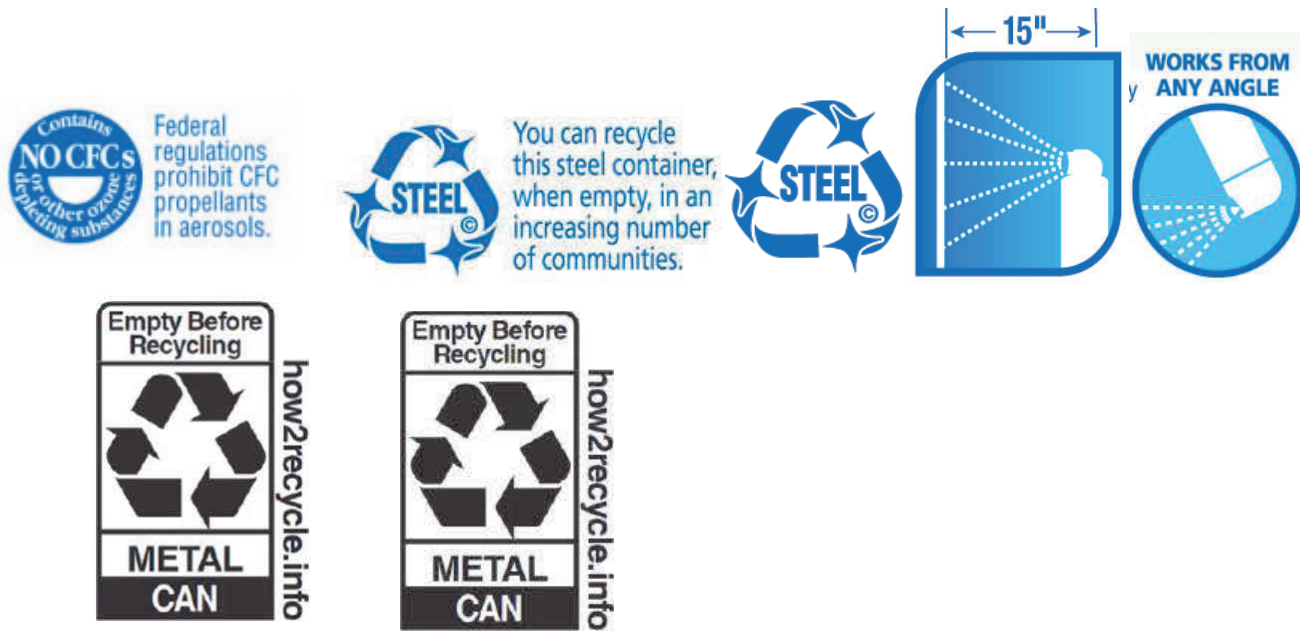 Contains
NO CFCs
or other ozone
depleting substances
Federal
regulations
prohibit CFC
propellants
in aerosols.
STEEL
©
You can recycle
this steel container,
when empty, in an
increasing number
of communities.
STEEL
©
15"
y
WORKS FROM
ANY ANGLE
Empty Before
Recycling
METAL
CAN
how2recycle.info
Empty Before
Recycling
METAL
CAN
how2recycle.info